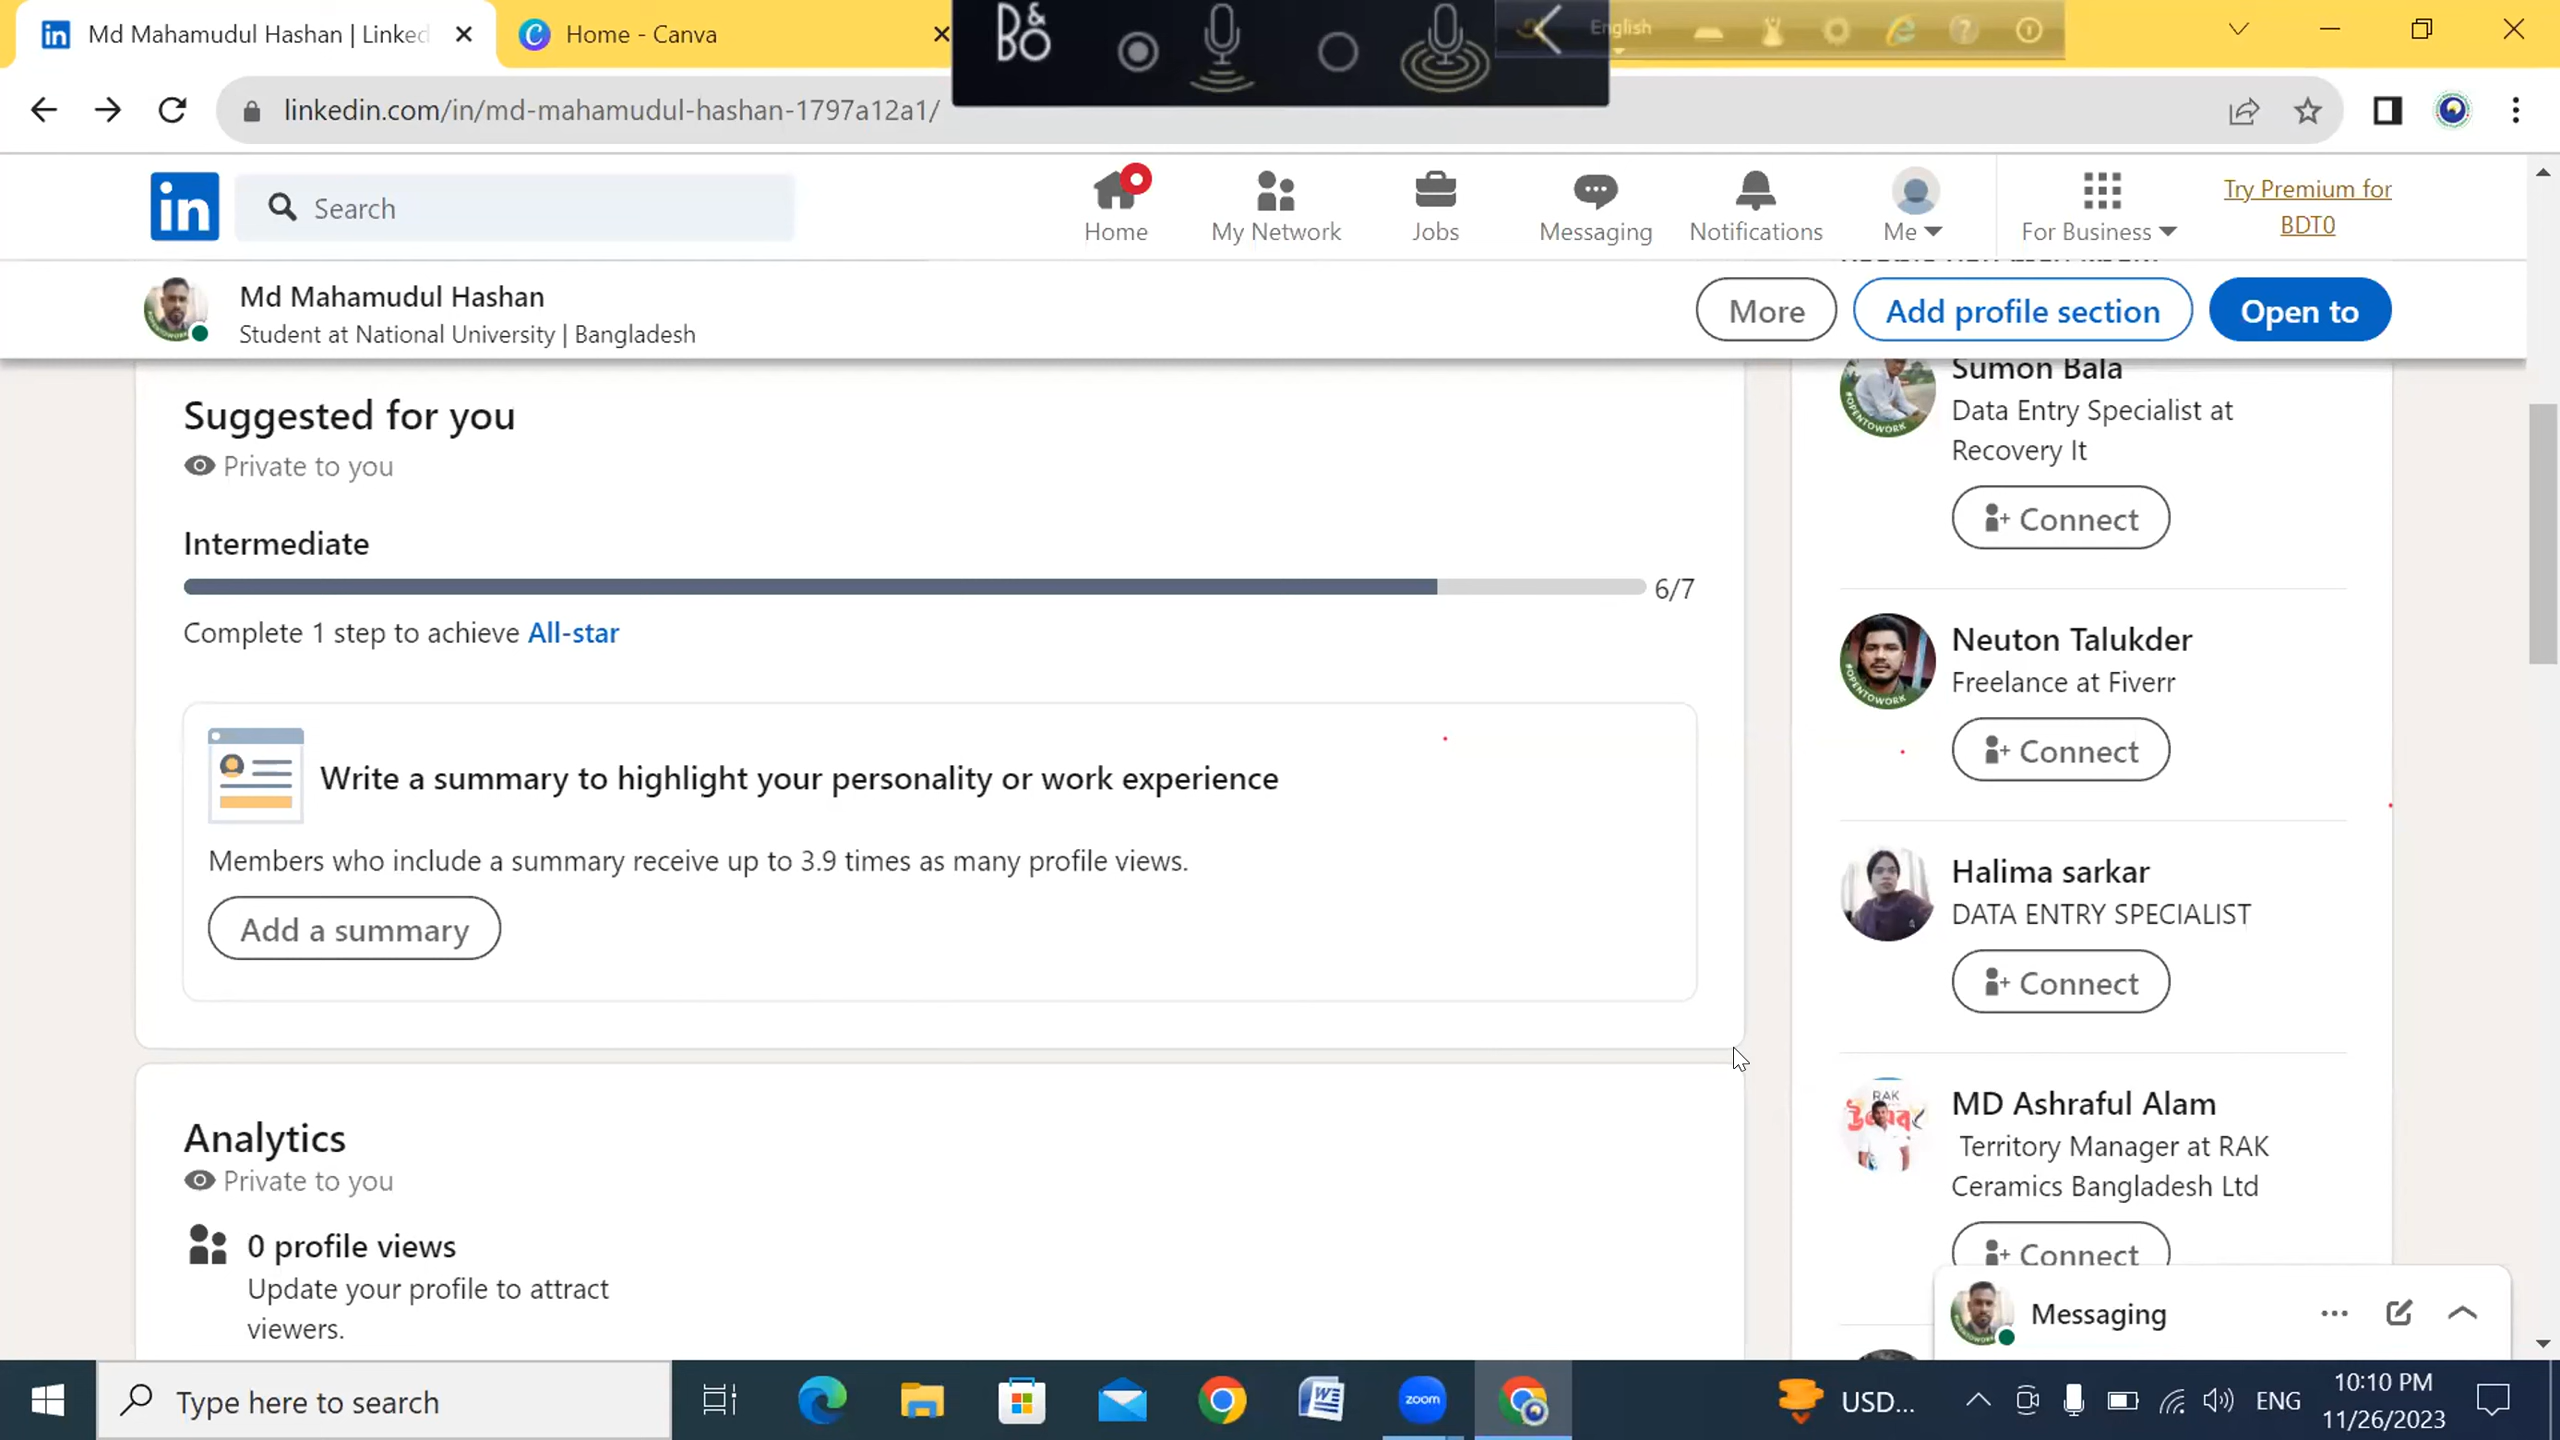 Md Mahamudul Hashan | Linked
Home - Canva
B&O
English
linkedin.com/in/md-mahamudul-hashan-1797a12a1/
in
Search
Home
My Network
Jobs
Messaging
Notifications
Me
For Business
Try Premium for
BDT0
Md Mahamudul Hashan
Student at National University | Bangladesh
More
Add profile section
Open to
Suggested for you
Private to you
Intermediate
6/7
Complete 1 step to achieve All-star
Write a summary to highlight your personality or work experience
Members who include a summary receive up to 3.9 times as many profile views.
Add a summary
Analytics
Private to you
0 profile views
Update your profile to attract
viewers.
Sumon Bala
Data Entry Specialist at
Recovery It
#OPENTOWORK
Connect
Neuton Talukder
Freelance at Fiverr
#OPENTOWORK
Connect
Halima sarkar
DATA ENTRY SPECIALIST
Connect
RAK
MD Ashraful Alam
Territory Manager at RAK
Ceramics Bangladesh Ltd
Connect
Messaging
Type here to search
zoom
USD...
ENG
10:10 PM
11/26/2023